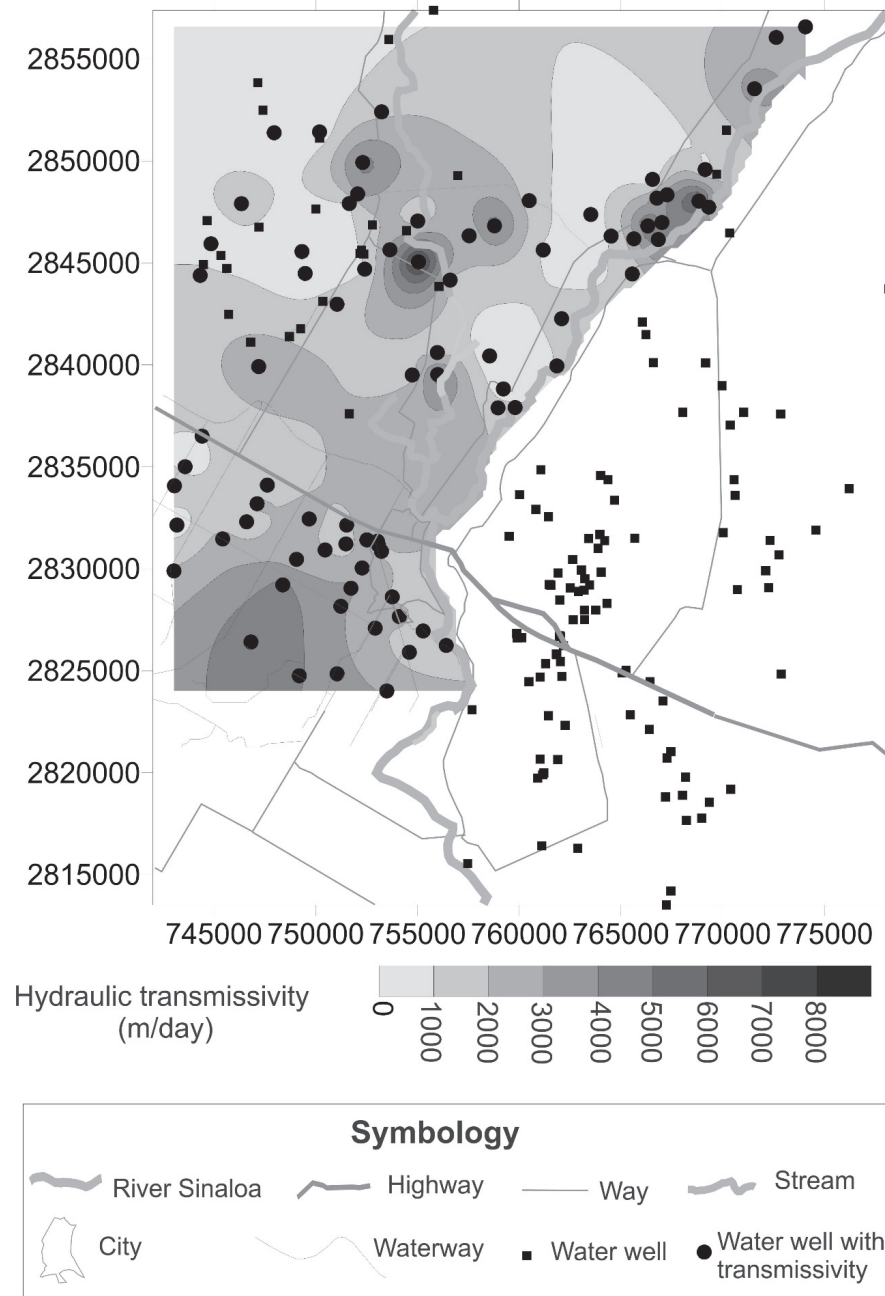 2855000
2850000
2845000
2840000
2835000
2830000
2825000
2820000
2815000
745000 750000 755000 760000 765000 770000 775000
Hydraulic transmissivity
(m/day)
0 1000 2000 3000 4000 5000 6000 7000 8000
Symbology
River Sinaloa Highway Way Stream
City Waterway Water well Water well with
transmissivity